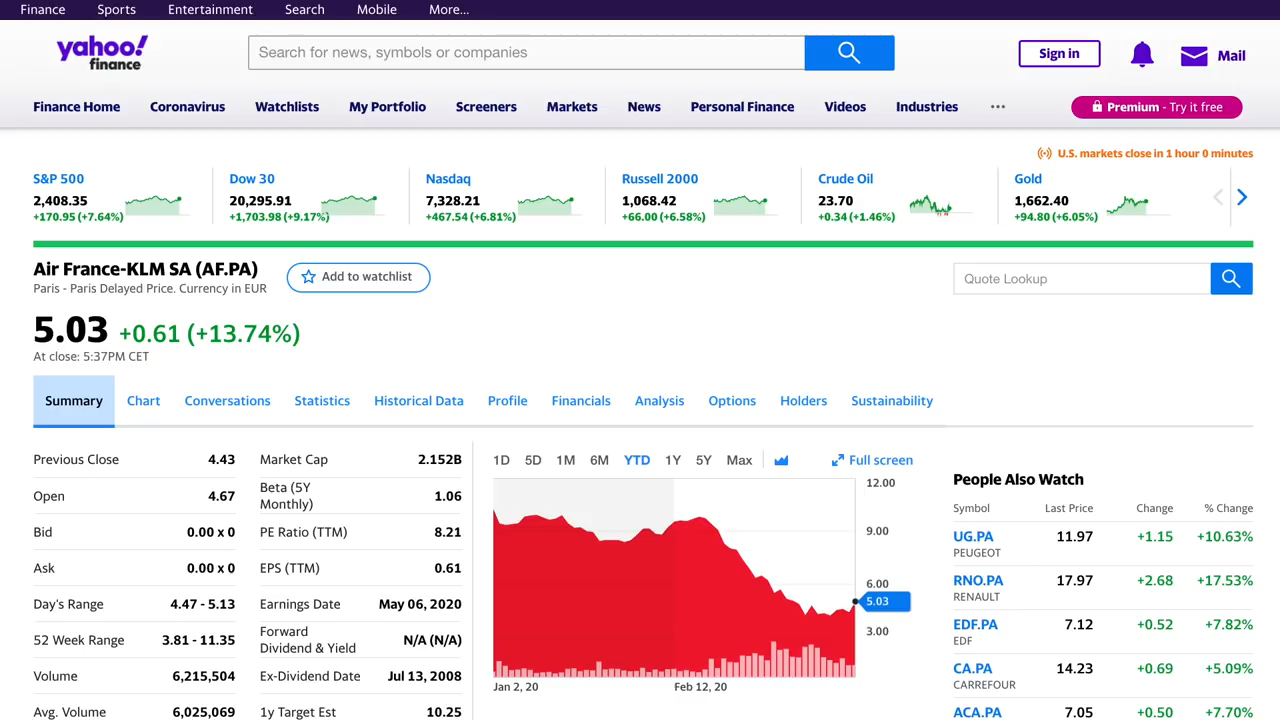 Finance Sports Entertainment Search Mobile More...
yahoo! finance
Search for news, symbols or companies
Sign in
Mail
Finance Home Coronavirus Watchlists My Portfolio Screeners Markets News Personal Finance Videos Industries ...
Premium - Try it free
U.S. markets close in 1 hour 0 minutes
S&P 500
2,408.35
+170.95 (+7.64%)
Dow 30
20,295.91
+1,703.98 (+9.17%)
Nasdaq
7,328.21
+467.54 (+6.81%)
Russell 2000
1,068.42
+66.00 (+6.58%)
Crude Oil
23.70
+0.34 (+1.46%)
Gold
1,662.40
+94.80 (+6.05%)
Air France-KLM SA (AF.PA)
Paris - Paris Delayed Price. Currency in EUR
Add to watchlist
Quote Lookup
5.03 +0.61 (+13.74%)
At close: 5:37PM CET
Summary Chart Conversations Statistics Historical Data Profile Financials Analysis Options Holders Sustainability
Previous Close 4.43
Open 4.67
Bid 0.00 x 0
Ask 0.00 x 0
Day's Range 4.47 - 5.13
52 Week Range 3.81 - 11.35
Volume 6,215,504
Avg. Volume 6,025,069
Market Cap 2.152B
Beta (5Y Monthly) 1.06
PE Ratio (TTM) 8.21
EPS (TTM) 0.61
Earnings Date May 06, 2020
Forward Dividend & Yield N/A (N/A)
Ex-Dividend Date Jul 13, 2008
1y Target Est 10.25
1D 5D 1M 6M YTD 1Y 5Y Max
Full screen
12.00
9.00
6.00
5.03
3.00
Jan 2, 20 Feb 12, 20
People Also Watch
Symbol Last Price Change % Change
UG.PA 11.97 +1.15 +10.63%
PEUGEOT
RNO.PA 17.97 +2.68 +17.53%
RENAULT
EDF.PA 7.12 +0.52 +7.82%
EDF
CA.PA 14.23 +0.69 +5.09%
CARREFOUR
ACA.PA 7.05 +0.50 +7.70%